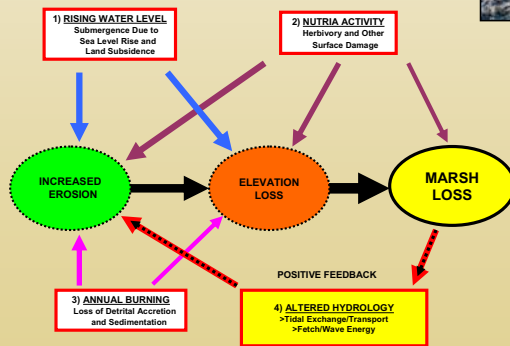 1) RISING WATER LEVEL
Submergence Due to
Sea Level Rise and
Land Subsidence
2) NUTRIA ACTIVITY
Herbivory and Other
Surface Damage
INCREASED
EROSION
ELEVATION
LOSS
MARSH
LOSS
POSITIVE FEEDBACK
3) ANNUAL BURNING
Loss of Detrital Accretion
and Sedimentation
4) ALTERED HYDROLOGY
>Tidal Exchange/Transport
>Fetch/Wave Energy